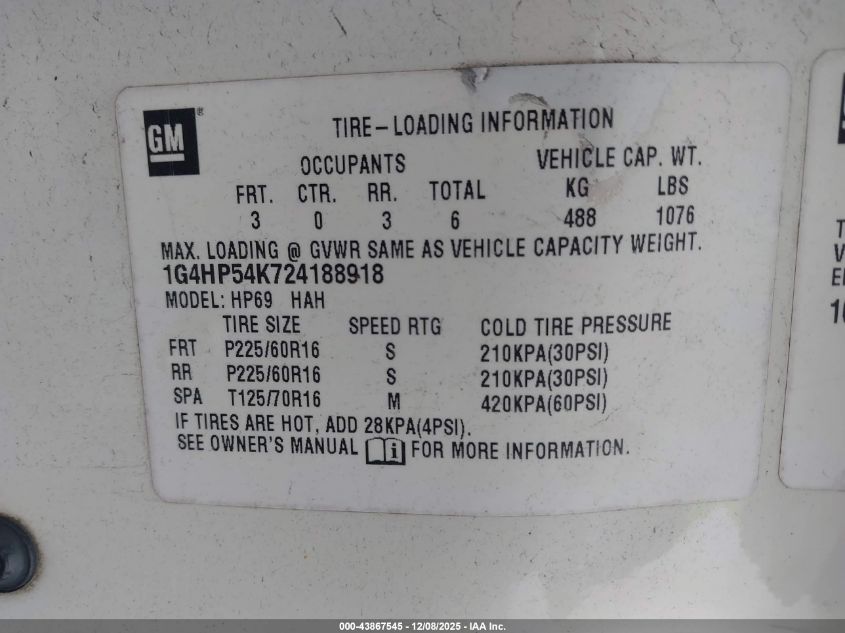 GM®
TIRE–LOADING INFORMATION
OCCUPANTS VEHICLE CAP. WT.
FRT. CTR. RR. TOTAL KG LBS
3 0 3 6 488 1076
MAX. LOADING @ GVWR SAME AS VEHICLE CAPACITY WEIGHT.
1G4HP54K724188918
MODEL: HP69 HAH
TIRE SIZE SPEED RTG COLD TIRE PRESSURE
FRT P225/60R16 S 210KPA(30PSI)
RR P225/60R16 S 210KPA(30PSI)
SPA T125/70R16 M 420KPA(60PSI)
IF TIRES ARE HOT, ADD 28KPA(4PSI).
SEE OWNER'S MANUAL i FOR MORE INFORMATION.
000-43867545 - 12/08/2025 - IAA Inc.